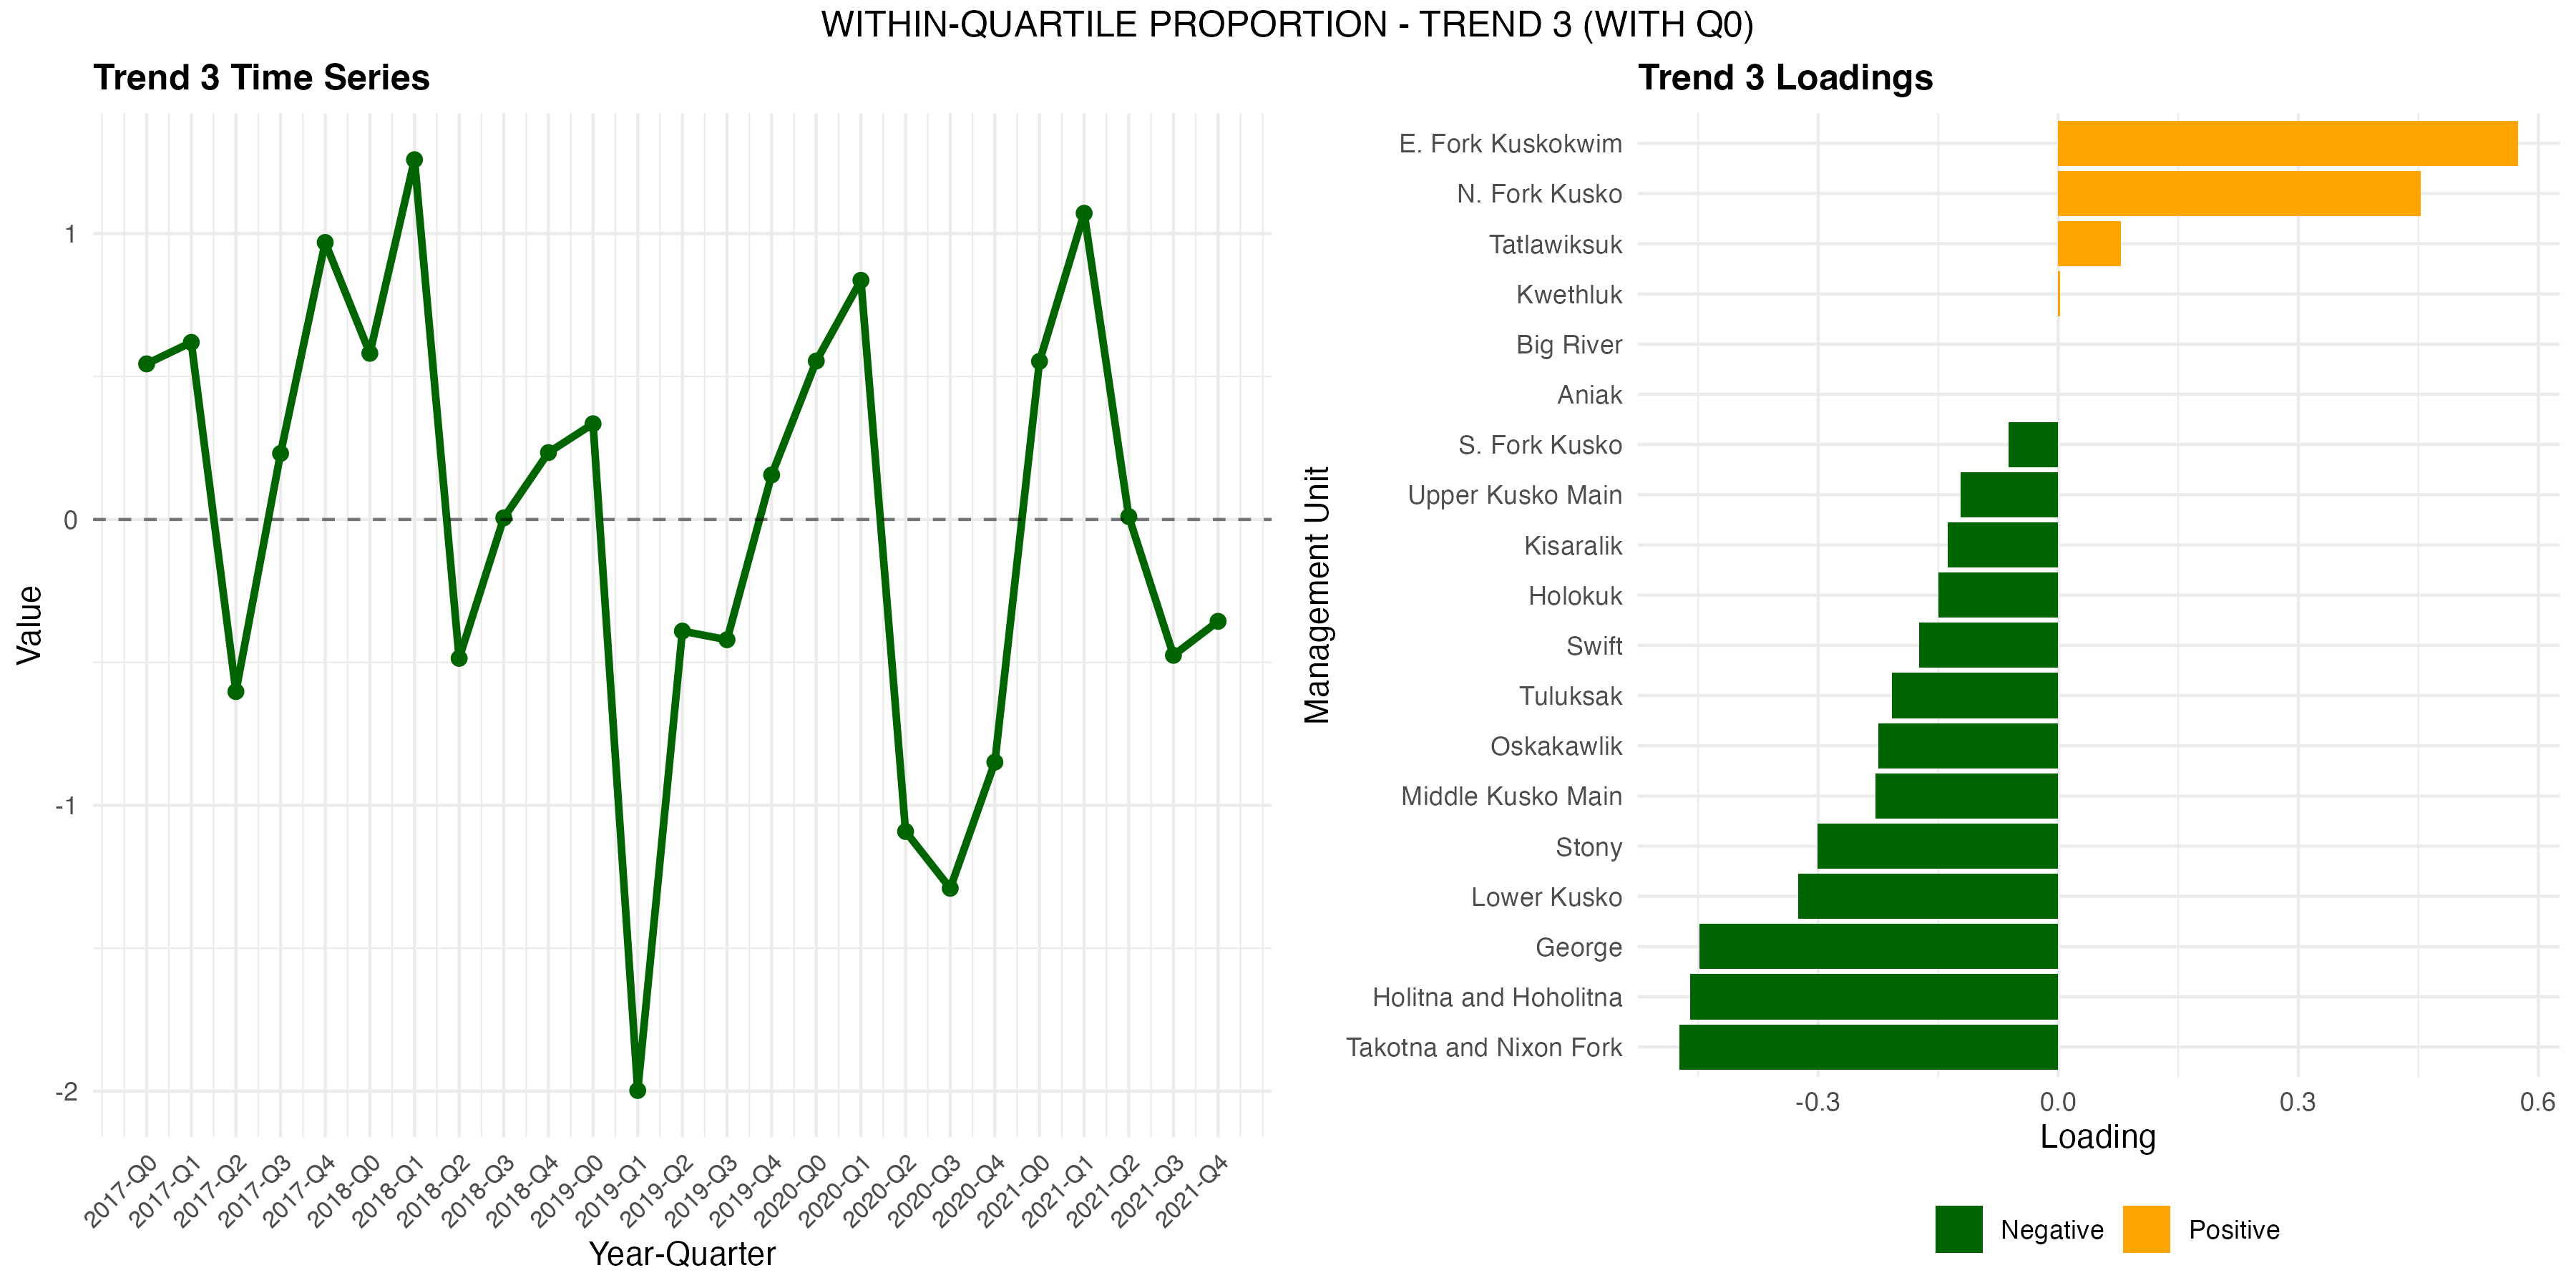 WITHIN-QUARTILE PROPORTION - TREND 3 (WITH Q0)
Trend 3 Time Series
Value
1
0
-1
-2
2017-Q0
2017-Q1
2017-Q2
2017-Q3
2017-Q4
2018-Q0
2018-Q1
2018-Q2
2018-Q3
2018-Q4
2019-Q0
2019-Q1
2019-Q2
2019-Q3
2019-Q4
2020-Q0
2020-Q1
2020-Q2
2020-Q3
2020-Q4
2021-Q0
2021-Q1
2021-Q2
2021-Q3
2021-Q4
Year-Quarter
Trend 3 Loadings
Management Unit
E. Fork Kuskokwim
N. Fork Kusko
Tatlawiksuk
Kwethluk
Big River
Aniak
S. Fork Kusko
Upper Kusko Main
Kisaralik
Holokuk
Swift
Tuluksak
Oskakawlik
Middle Kusko Main
Stony
Lower Kusko
George
Holitna and Hoholitna
Takotna and Nixon Fork
-0.3 0.0 0.3 0.6
Loading
Negative Positive